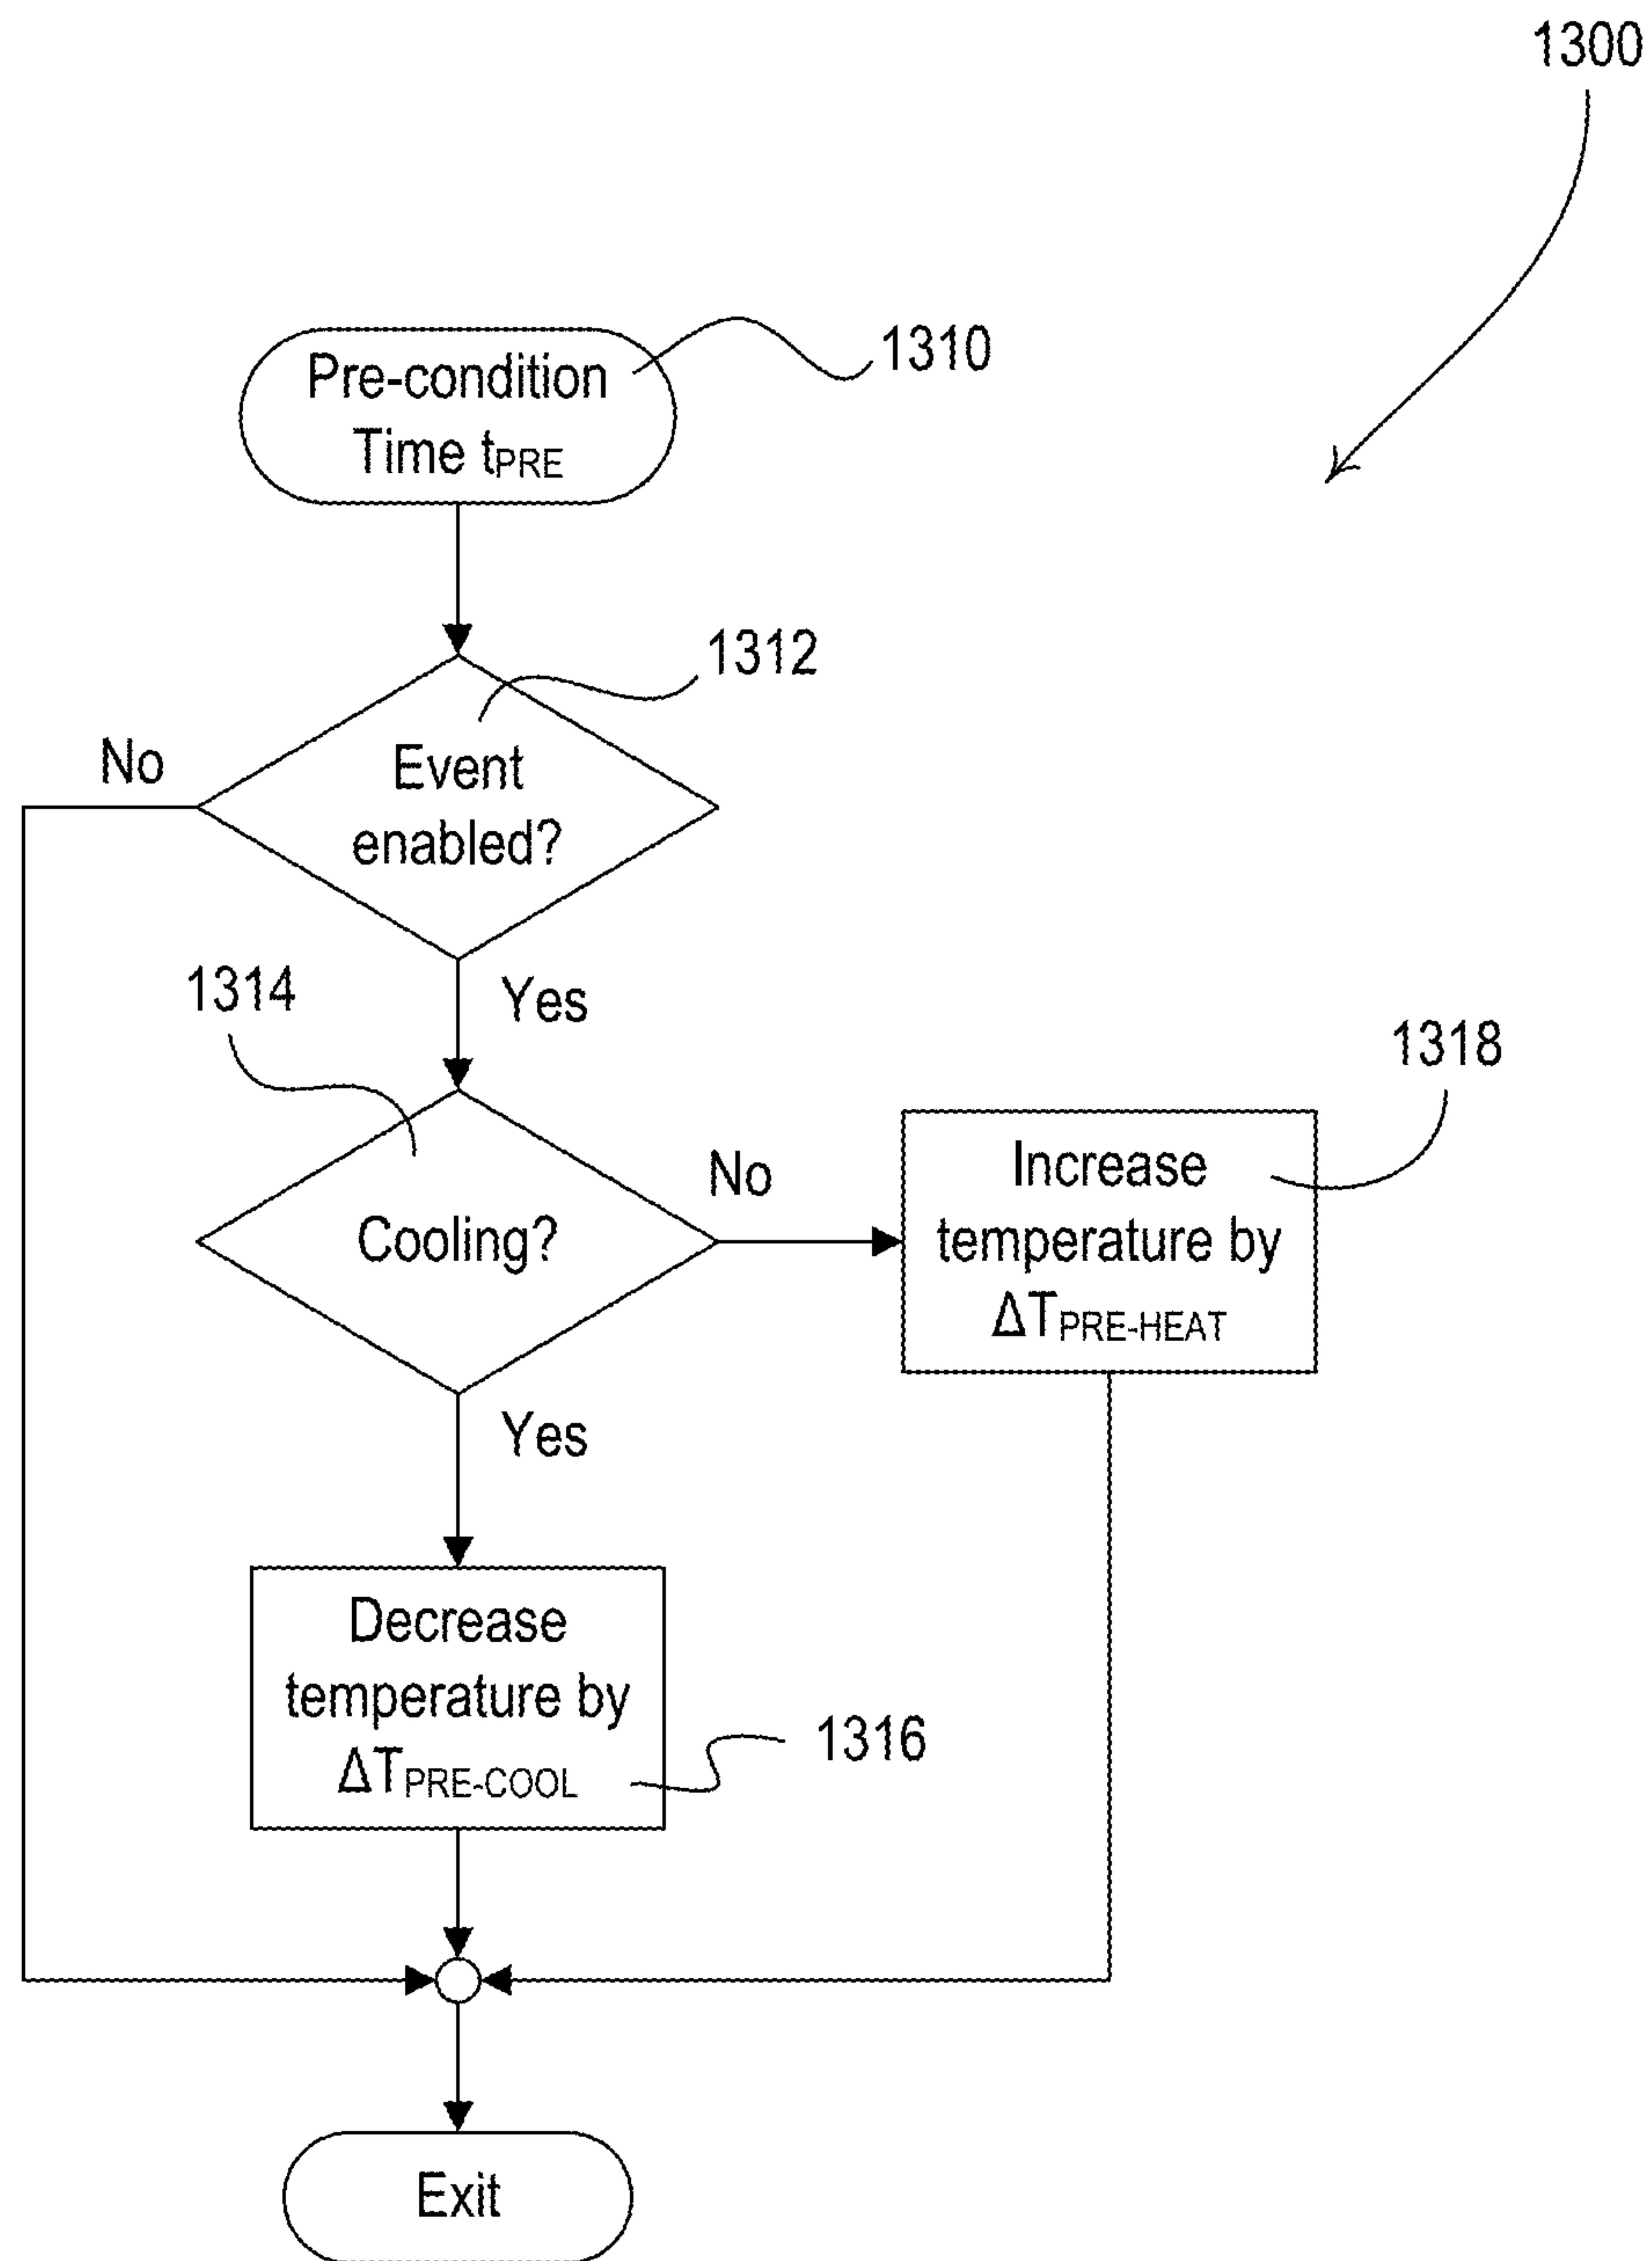 1300
Pre-condition
Time tPRE
1310
1312
No
Event
enabled?
1314
Yes
1318
Cooling?
No
Increase
temperature by
ΔTPRE-HEAT
Yes
Decrease
temperature by
ΔTPRE-COOL
1316
Exit